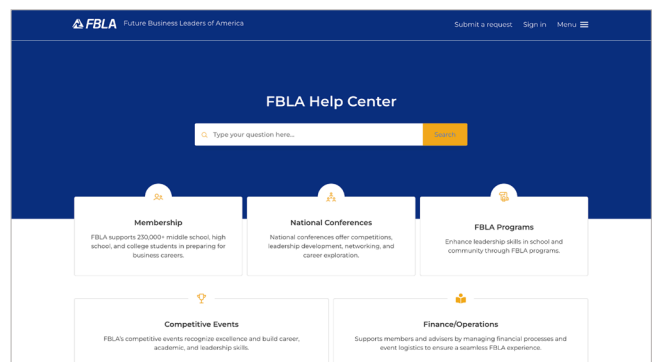 FBLA Future Business Leaders of America
Submit a request Sign in Menu
FBLA Help Center
Type your question here...
Search
Membership
FBLA supports 230,000+ middle school, high
school, and college students in preparing for
business careers.
National Conferences
National conferences offer competitions,
leadership development, networking, and
career exploration.
FBLA Programs
Enhance leadership skills in school and
community through FBLA programs.
Competitive Events
FBLA's competitive events recognize excellence and build career,
academic, and leadership skills.
Finance/Operations
Supports members and advisers by managing financial processes and
event logistics to ensure a seamless FBLA experience.